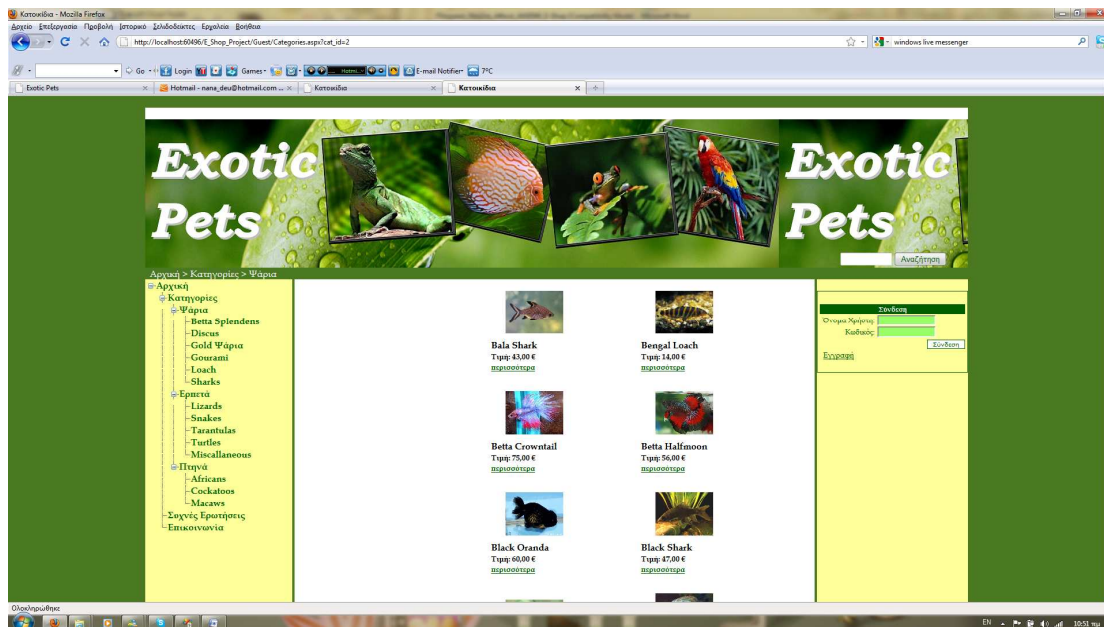 Κατοικίδια - Mozilla Firefox
Αρχείο Επεξεργασία Προβολή Ιστορικό Σελιδοδείκτες Εργαλεία Βοήθεια
http://localhost:60496/E_Shop_Project/Guest/Categories.aspx?cat_id=2
windows live messenger
Go Login Games Hotmi... E-mail Notifier 7°C
Exotic Pets
Hotmail - nana_deu@hotmail.com ...
Κατοικίδια
Κατοικίδια
Exotic
Pets
Exotic
Pets
Αναζήτηση
Αρχική > Κατηγορίες > Ψάρια
Αρχική
Κατηγορίες
Ψάρια
Betta Splendens
Discus
Gold Ψάρια
Gourami
Loach
Sharks
Ερπετά
Lizards
Snakes
Tarantulas
Turtles
Miscellaneous
Πτηνά
Africans
Cockatoos
Macaws
Συχνές Ερωτήσεις
Επικοινωνία
Bala Shark
Τιμή: 43,00 €
περισσότερα
Bengal Loach
Τιμή: 14,00 €
περισσότερα
Betta Crowntail
Τιμή: 75,00 €
περισσότερα
Betta Halfmoon
Τιμή: 56,00 €
περισσότερα
Black Oranda
Τιμή: 60,00 €
περισσότερα
Black Shark
Τιμή: 47,00 €
περισσότερα
Σύνδεση
Όνομα Χρήστη:
Κωδικός:
Σύνδεση
Εγγραφή
Ολοκληρώθηκε
EN
10:51 πμ